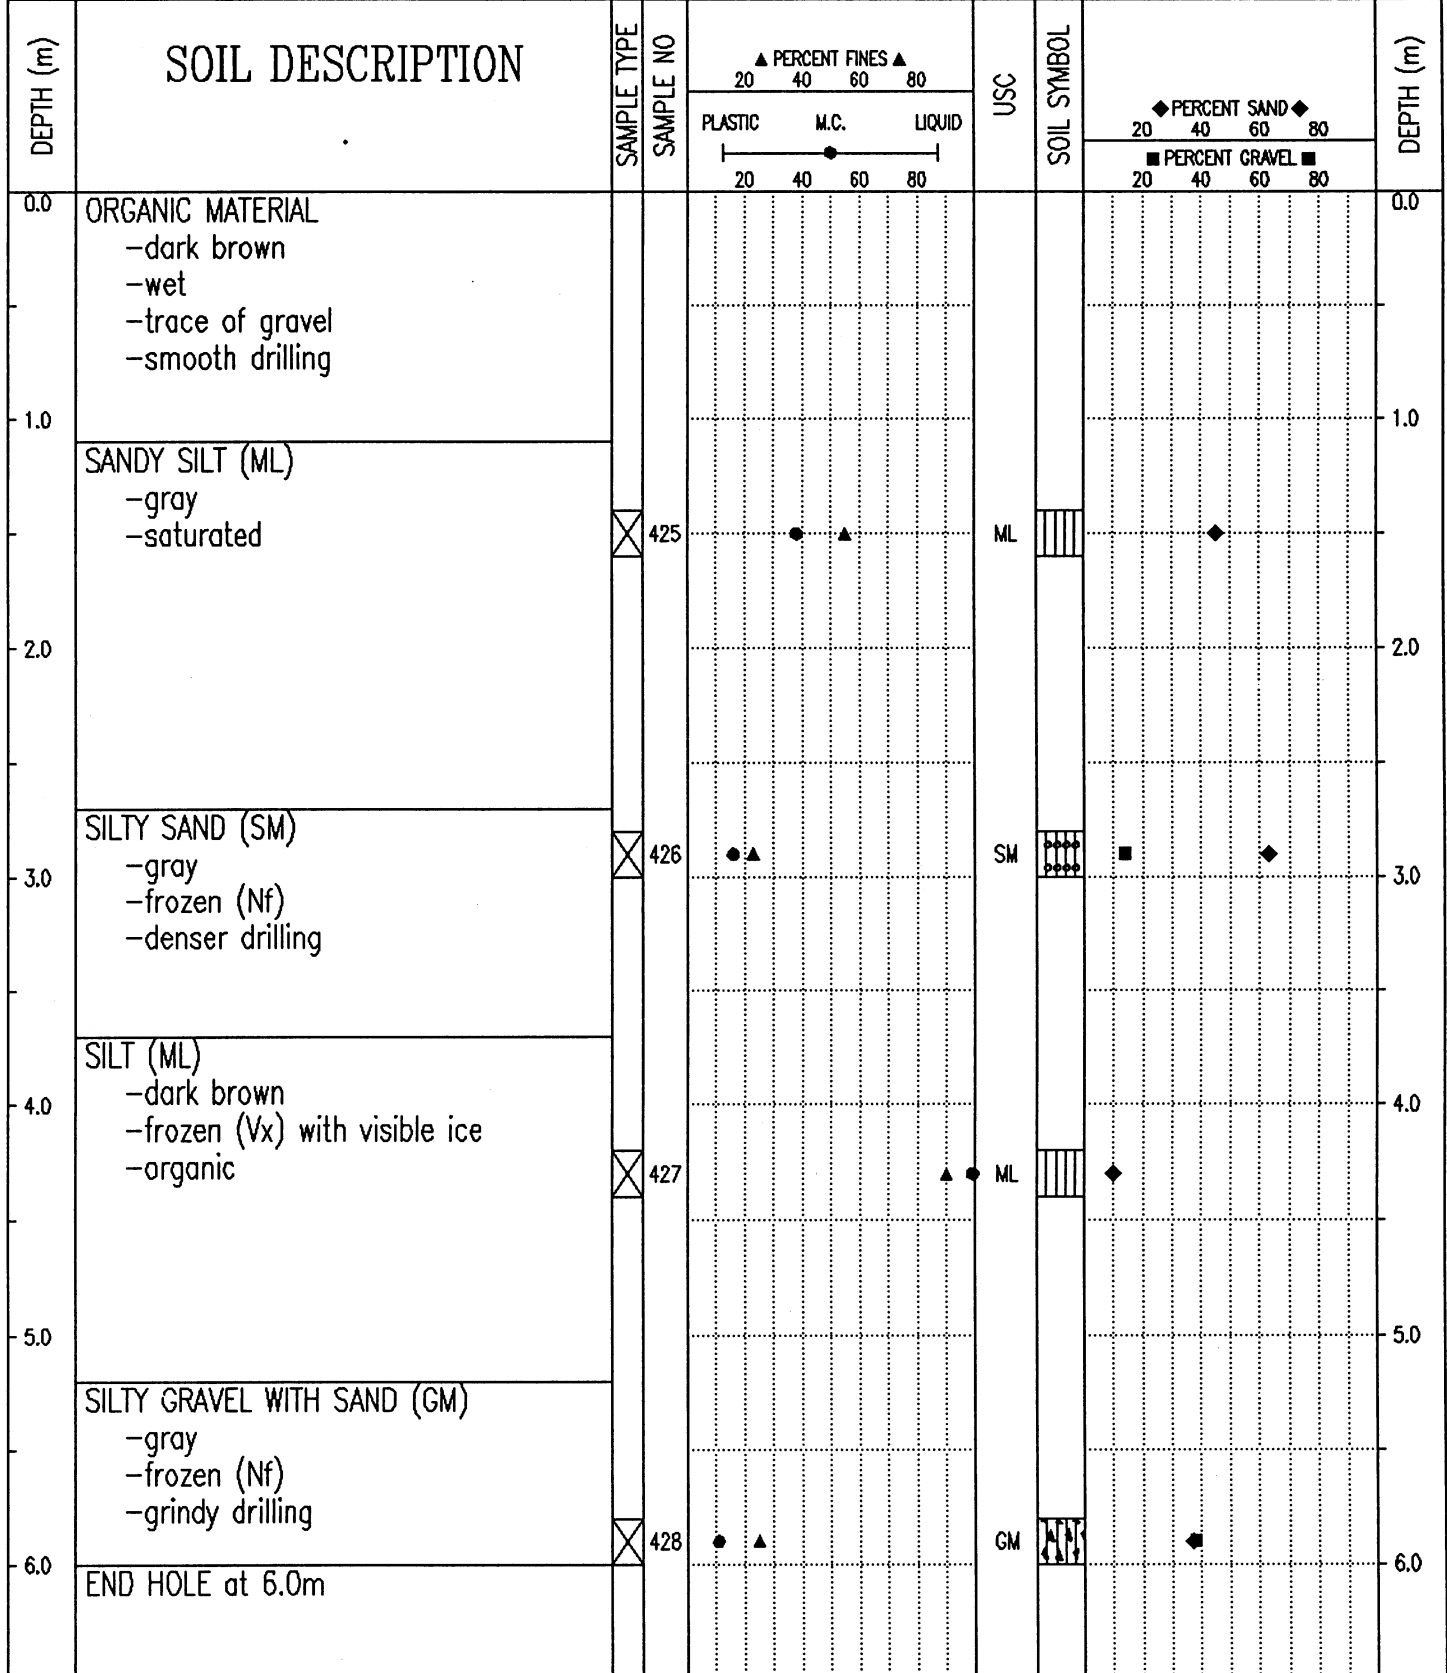 DEPTH (m)
SOIL DESCRIPTION
SAMPLE TYPE
SAMPLE NO
PERCENT FINES
20 40 60 80
PLASTIC M.C. LIQUID
20 40 60 80
USC
SOIL SYMBOL
PERCENT SAND
20 40 60 80
PERCENT GRAVEL
20 40 60 80
DEPTH (m)
0.0
ORGANIC MATERIAL
-dark brown
-wet
-trace of gravel
-smooth drilling
0.0
1.0
1.0
SANDY SILT (ML)
-gray
-saturated
425
ML
2.0
2.0
SILTY SAND (SM)
-gray
-frozen (Nf)
-denser drilling
426
SM
3.0
3.0
SILT (ML)
-dark brown
-frozen (Vx) with visible ice
-organic
4.0
4.0
427
ML
5.0
5.0
SILTY GRAVEL WITH SAND (GM)
-gray
-frozen (Nf)
-grindy drilling
428
GM
6.0
6.0
END HOLE at 6.0m